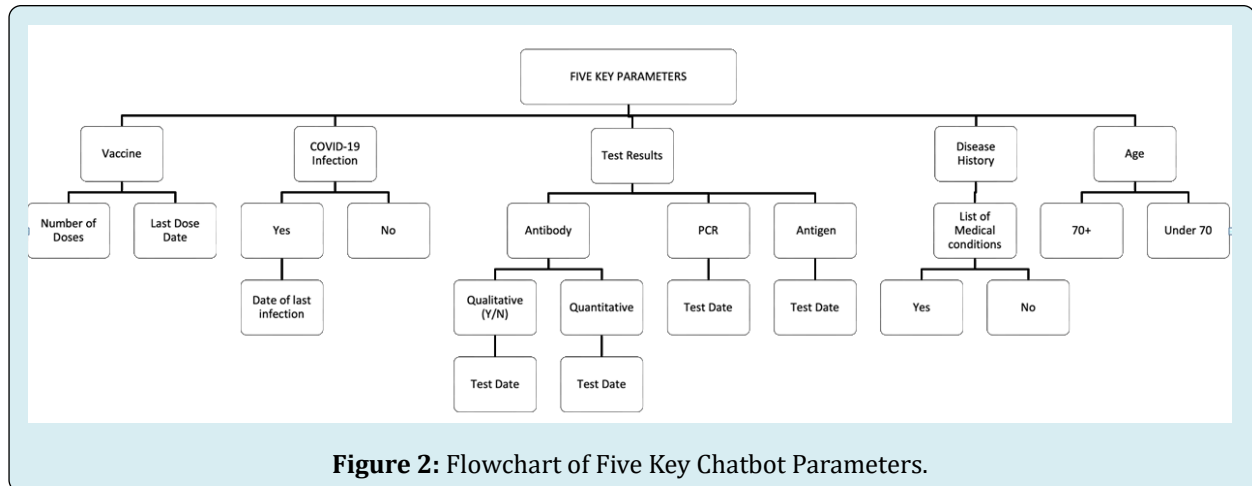 FIVE KEY PARAMETERS
Vaccine
COVID-19
Infection
Test Results
Disease
History
Age
Number of
Doses
Last Dose
Date
Yes
No
Antibody
PCR
Antigen
List of
Medical
conditions
70+
Under 70
Date of last
infection
Qualitative
(Y/N)
Quantitative
Test Date
Test Date
Yes
No
Test Date
Test Date
Figure 2: Flowchart of Five Key Chatbot Parameters.